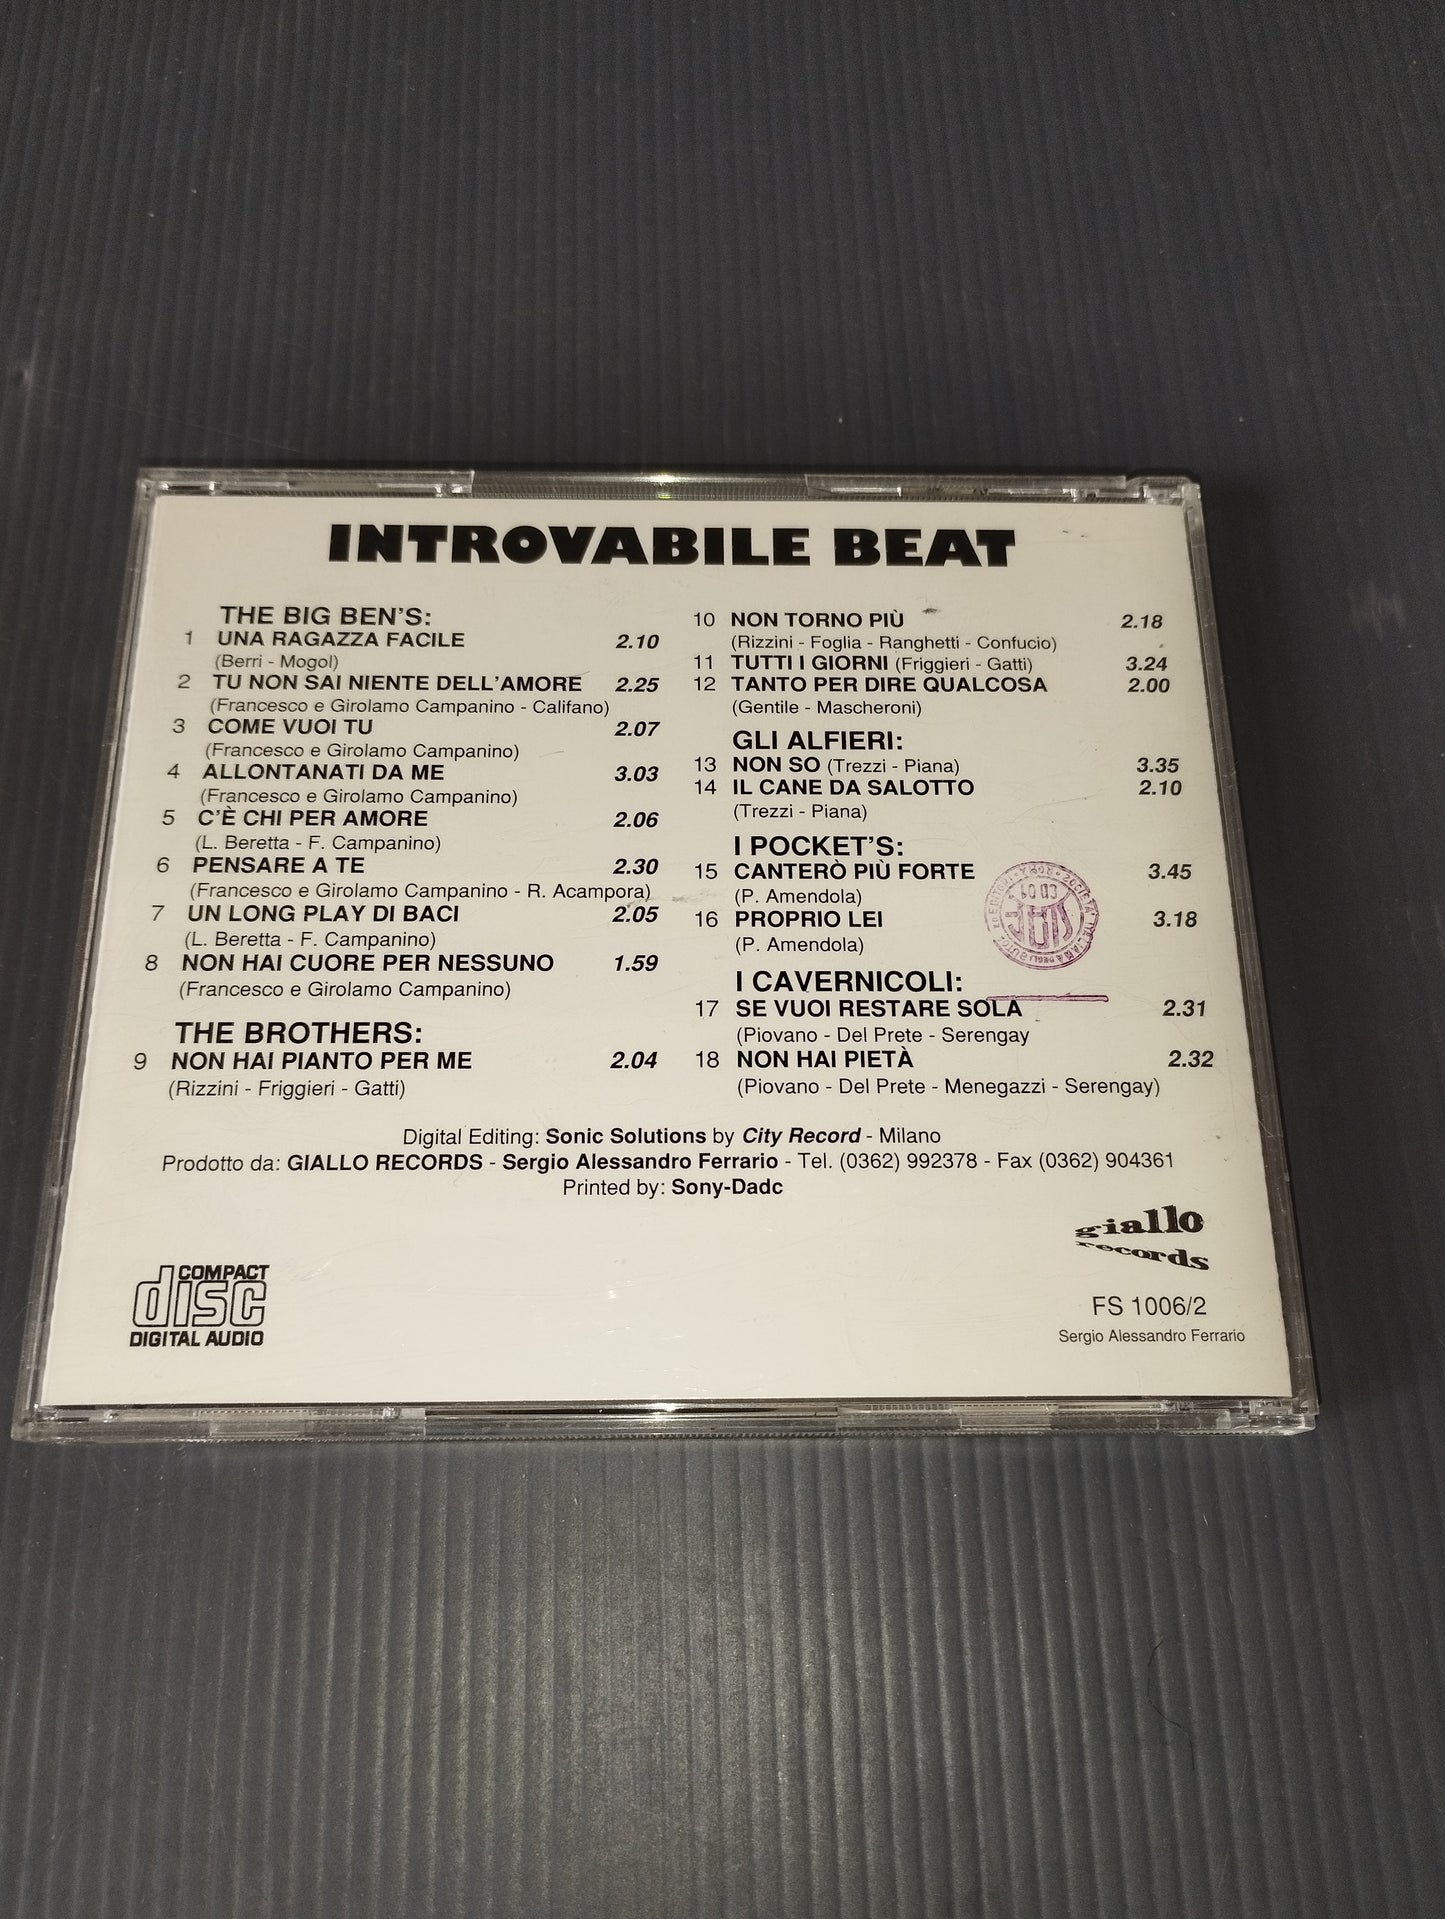 INTROVABILE BEAT
THE BIG BEN'S:
1 UNA RAGAZZA FACILE 2.10
(Berri - Mogol)
2 TU NON SAI NIENTE DELL'AMORE 2.25
(Francesco e Girolamo Campanino - Califano)
3 COME VUOI TU 2.07
(Francesco e Girolamo Campanino)
4 ALLONTANATI DA ME 3.03
(Francesco e Girolamo Campanino)
5 C'È CHI PER AMORE 2.06
(L. Beretta - F. Campanino)
6 PENSARE A TE 2.30
(Francesco e Girolamo Campanino - R. Acampora)
7 UN LONG PLAY DI BACI 2.05
(L. Beretta - F. Campanino)
8 NON HAI CUORE PER NESSUNO 1.59
(Francesco e Girolamo Campanino)
THE BROTHERS:
9 NON HAI PIANTO PER ME 2.04
(Rizzini - Friggieri - Gatti)
10 NON TORNO PIÙ 2.18
(Rizzini - Foglia - Ranghetti - Confucio)
11 TUTTI I GIORNI (Friggieri - Gatti) 3.24
12 TANTO PER DIRE QUALCOSA 2.00
(Gentile - Mascheroni)
GLI ALFIERI:
13 NON SO (Trezzi - Piana) 3.35
14 IL CANE DA SALOTTO 2.10
(Trezzi - Piana)
I POCKET'S:
15 CANTERÒ PIÙ FORTE 3.45
(P. Amendola)
16 PROPRIO LEI 3.18
(P. Amendola)
I CAVERNICOLI:
17 SE VUOI RESTARE SOLA 2.31
(Piovano - Del Prete - Serengay
18 NON HAI PIETÀ 2.32
(Piovano - Del Prete - Menegazzi - Serengay)
SIAE
Digital Editing: Sonic Solutions by City Record - Milano
Prodotto da: GIALLO RECORDS - Sergio Alessandro Ferrario - Tel. (0362) 992378 - Fax (0362) 904361
Printed by: Sony-Dadc
giallo
records
COMPACT
disc
DIGITAL AUDIO
FS 1006/2
Sergio Alessandro Ferrario